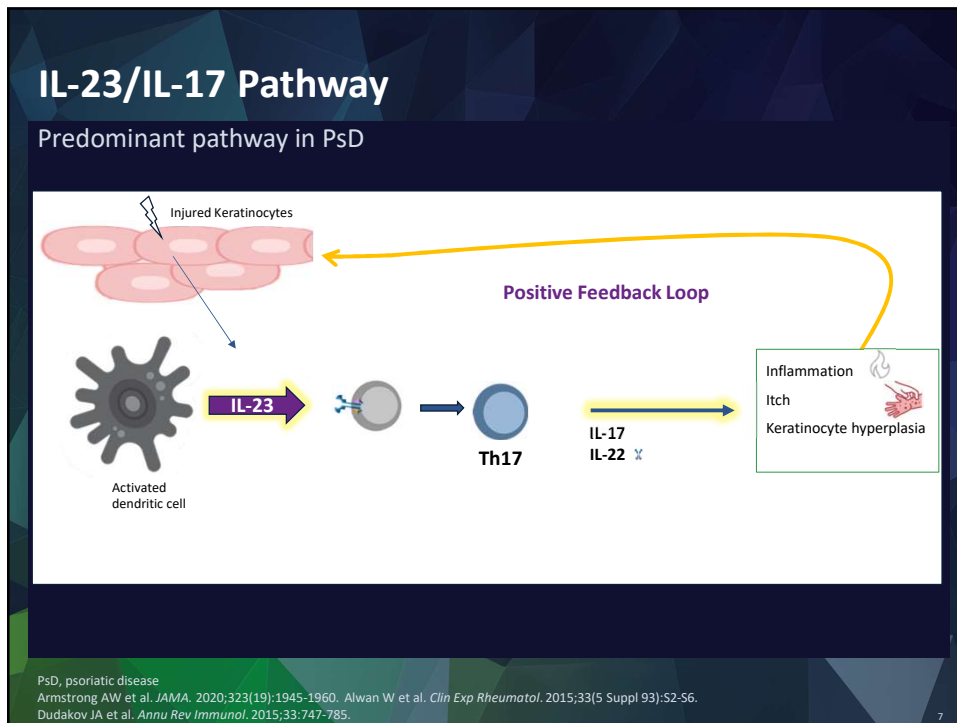 IL-23/IL-17 Pathway
Predominant pathway in PsD
Injured Keratinocytes
Positive Feedback Loop
Inflammation
Itch
Keratinocyte hyperplasia
IL-23
IL-17
IL-22
Th17
Activated
dendritic cell
PsD, psoriatic disease
Armstrong AW et al. JAMA. 2020;323(19):1945-1960. Alwan W et al. Clin Exp Rheumatol. 2015;33(5 Suppl 93):S2-S6.
Dudakov JA et al. Annu Rev Immunol. 2015;33:747-785.
7